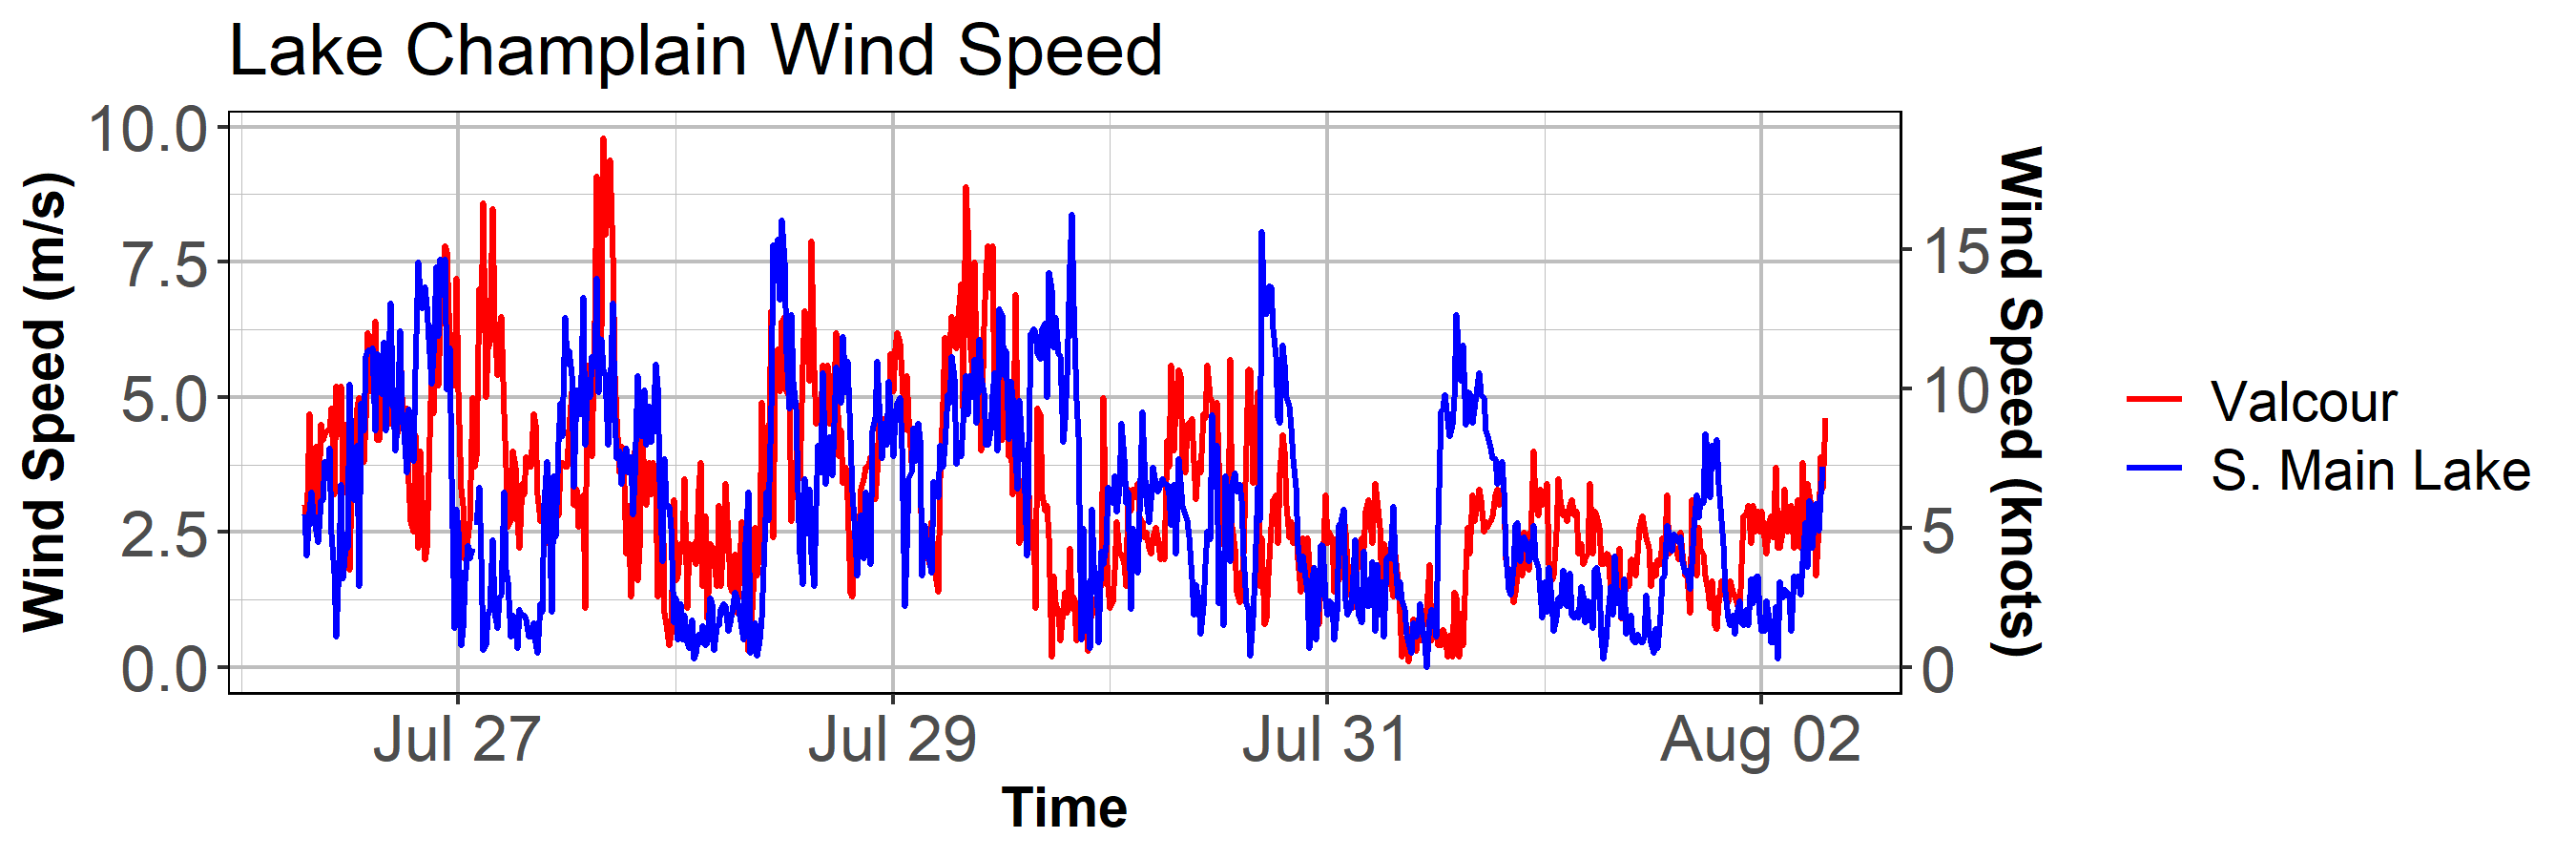 Lake Champlain Wind Speed
Wind Speed (m/s)
10.0
7.5
5.0
2.5
0.0
Jul 27
Jul 29
Jul 31
Aug 02
Time
15
10
5
0
Wind Speed (knots)
Valcour
S. Main Lake